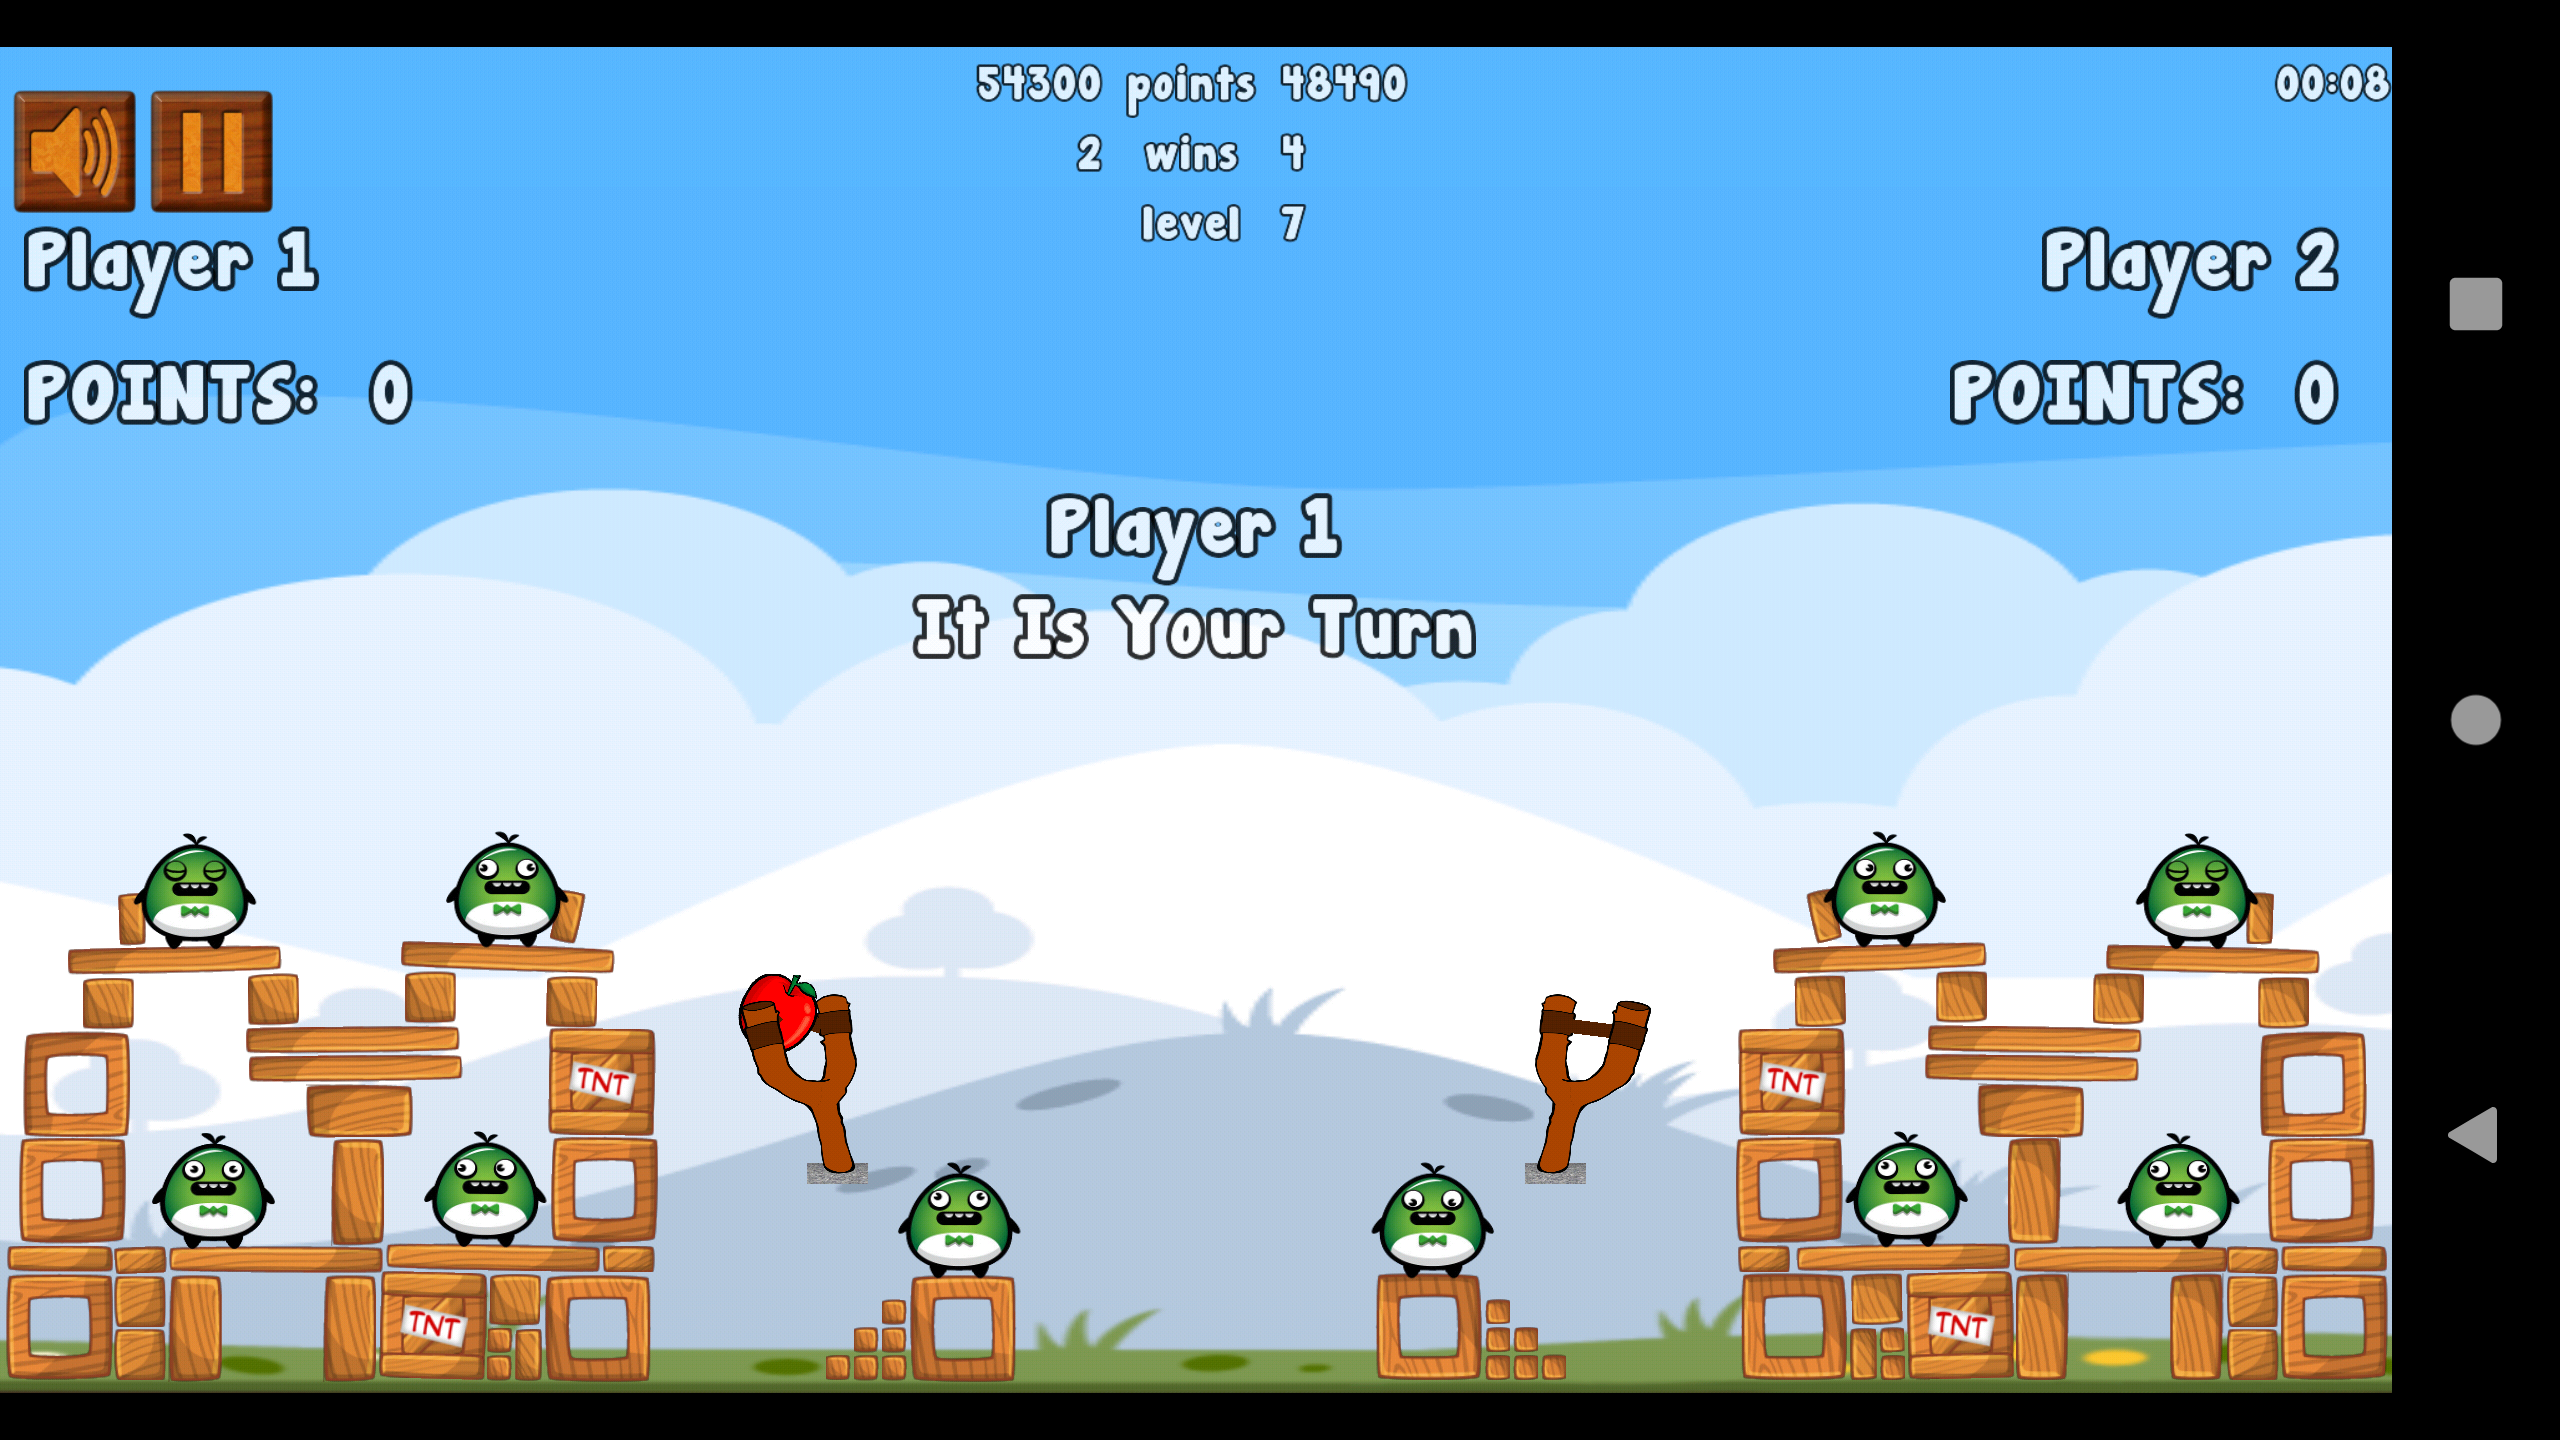 54300 points 48490
00:08
2 wins 4
level 7
Player 1
Player 2
POINTS: 0
POINTS: 0
Player 1
It Is Your Turn
TNT
TNT
TNT
TNT